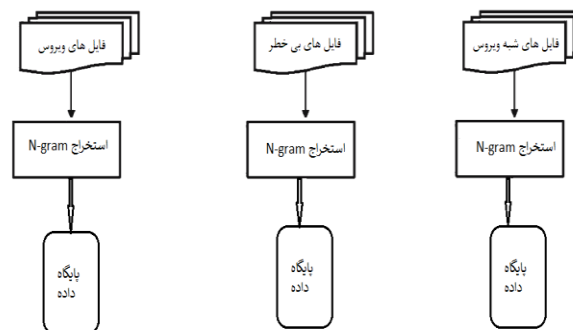 فایل های شبه ویروس
فایل های بی خطر
فایل های ویروس
استخراج N-gram
استخراج N-gram
استخراج N-gram
پایگاه
داده
پایگاه
داده
پایگاه
داده